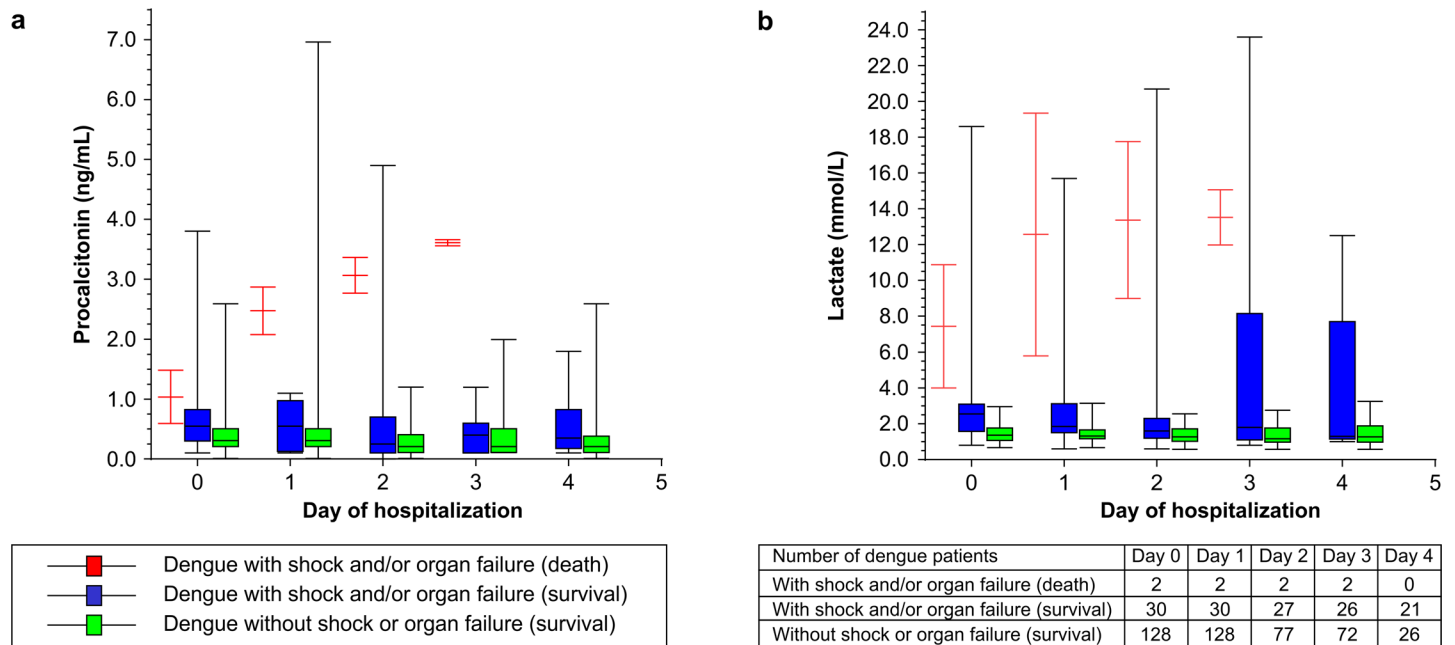 a
Procalcitonin (ng/mL)
7.0
6.0
5.0
4.0
3.0
2.0
1.0
0.0
0 1 2 3 4 5
Day of hospitalization
Dengue with shock and/or organ failure (death)
Dengue with shock and/or organ failure (survival)
Dengue without shock or organ failure (survival)
b
Lactate (mmol/L)
24.0
22.0
20.0
18.0
16.0
14.0
12.0
10.0
8.0
6.0
4.0
2.0
0.0
0 1 2 3 4 5
Day of hospitalization
Number of dengue patients Day 0 Day 1 Day 2 Day 3 Day 4
With shock and/or organ failure (death) 2 2 2 2 0
With shock and/or organ failure (survival) 30 30 27 26 21
Without shock or organ failure (survival) 128 128 77 72 26